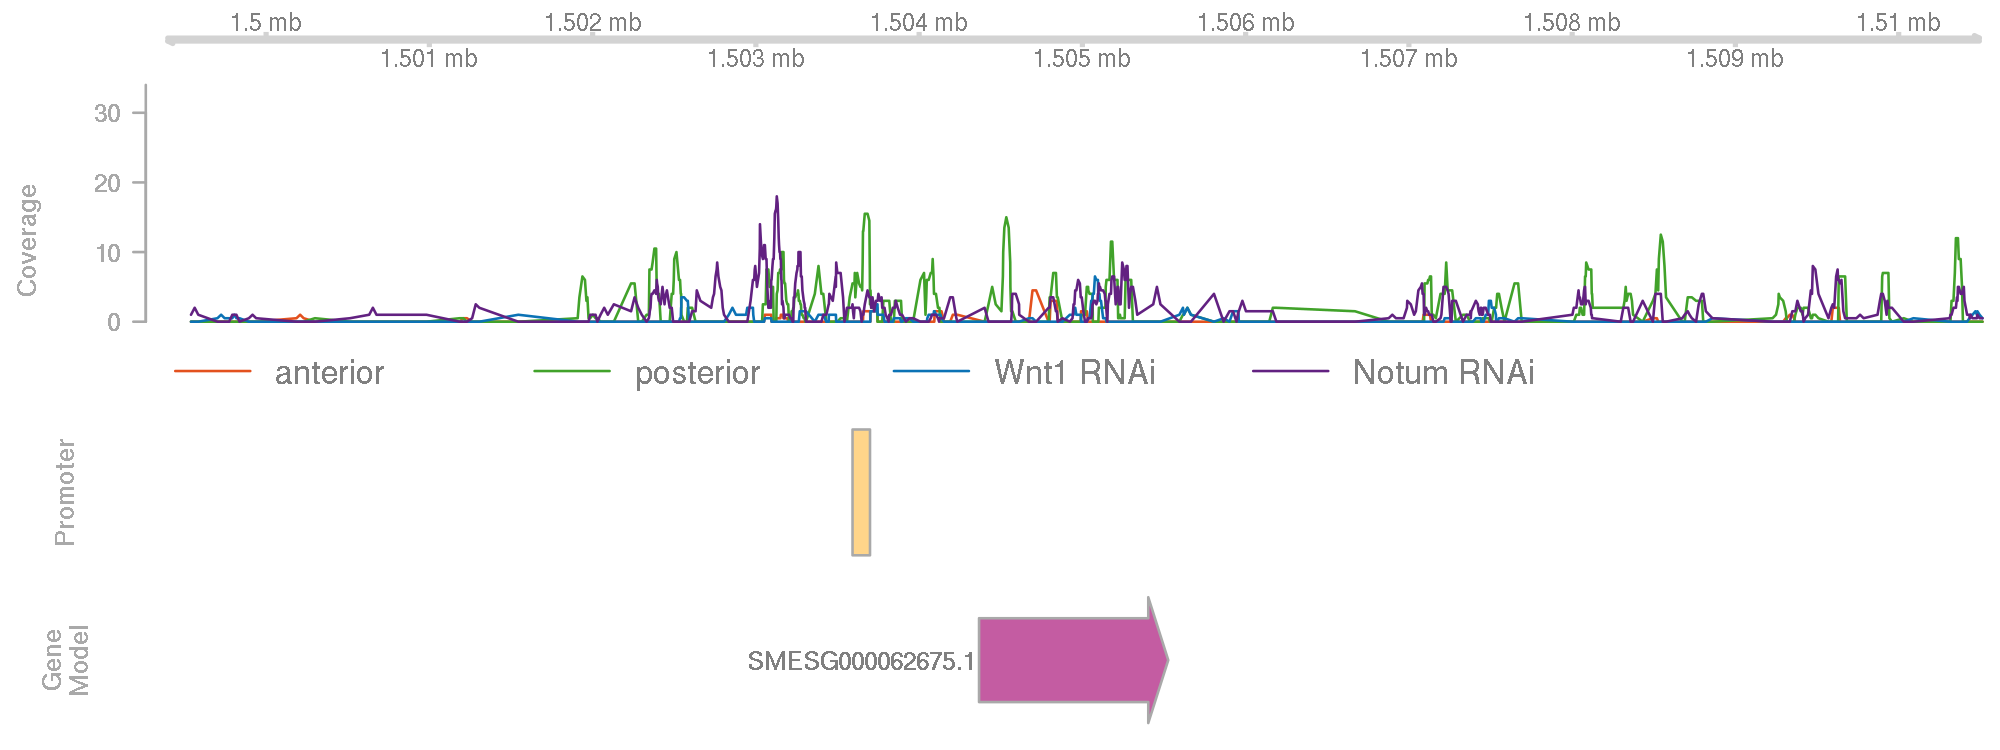 1.5 mb 1.502 mb 1.504 mb 1.506 mb 1.508 mb 1.51 mb
1.501 mb 1.503 mb 1.505 mb 1.507 mb 1.509 mb
30
20
10
0
Coverage
anterior posterior Wnt1 RNAi Notum RNAi
Promoter
SMESG000062675.1
Gene
Model